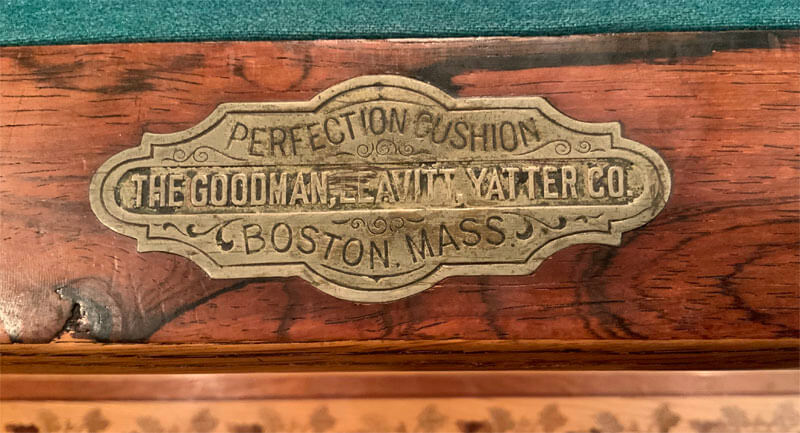 PERFECTION CUSHION
THE GOODMAN, LEAVITT, YATTER CO.
BOSTON, MASS.